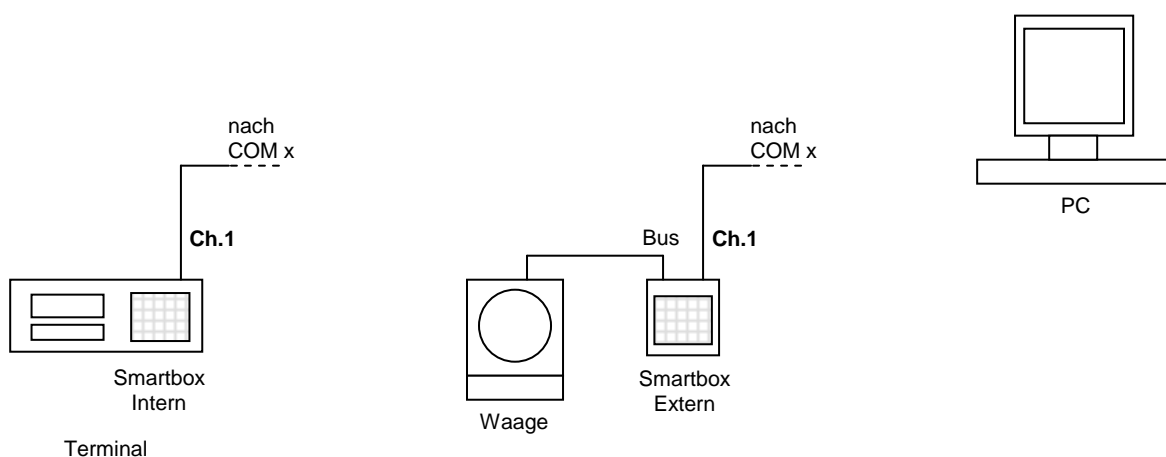 nach
COM x
Ch.1
Smartbox
Intern
Terminal
nach
COM x
Bus
Ch.1
Waage
Smartbox
Extern
PC